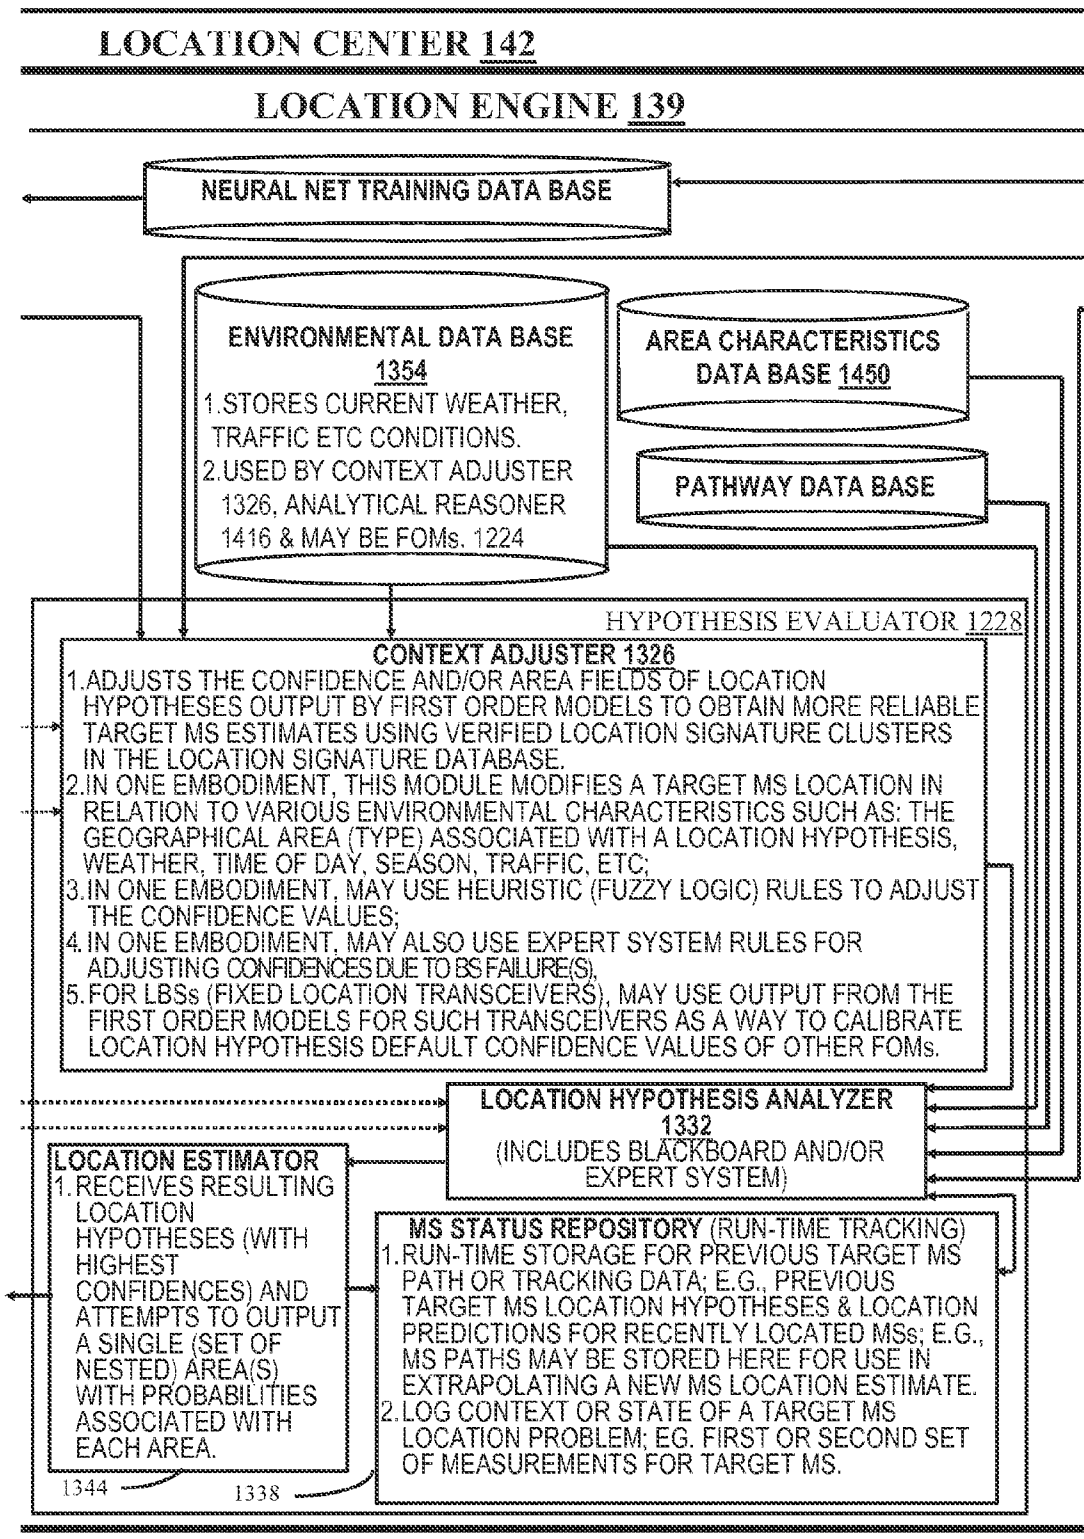 LOCATION CENTER 142
LOCATION ENGINE 139
NEURAL NET TRAINING DATA BASE
ENVIRONMENTAL DATA BASE
1354
1.STORES CURRENT WEATHER,
TRAFFIC ETC CONDITIONS.
2.USED BY CONTEXT ADJUSTER
1326, ANALYTICAL REASONER
1416 & MAY BE FOMs. 1224
AREA CHARACTERISTICS
DATA BASE 1450
PATHWAY DATA BASE
HYPOTHESIS EVALUATOR 1228
CONTEXT ADJUSTER 1326
1.ADJUSTS THE CONFIDENCE AND/OR AREA FIELDS OF LOCATION
HYPOTHESES OUTPUT BY FIRST ORDER MODELS TO OBTAIN MORE RELIABLE
TARGET MS ESTIMATES USING VERIFIED LOCATION SIGNATURE CLUSTERS
IN THE LOCATION SIGNATURE DATABASE.
2.IN ONE EMBODIMENT, THIS MODULE MODIFIES A TARGET MS LOCATION IN
RELATION TO VARIOUS ENVIRONMENTAL CHARACTERISTICS SUCH AS: THE
GEOGRAPHICAL AREA (TYPE) ASSOCIATED WITH A LOCATION HYPOTHESIS,
WEATHER, TIME OF DAY, SEASON, TRAFFIC, ETC;
3.IN ONE EMBODIMENT, MAY USE HEURISTIC (FUZZY LOGIC) RULES TO ADJUST
THE CONFIDENCE VALUES;
4. IN ONE EMBODIMENT, MAY ALSO USE EXPERT SYSTEM RULES FOR
ADJUSTING CONFIDENCES DUE TO BS FAILURE(S),
5. FOR LBSs (FIXED LOCATION TRANSCEIVERS), MAY USE OUTPUT FROM THE
FIRST ORDER MODELS FOR SUCH TRANSCEIVERS AS A WAY TO CALIBRATE
LOCATION HYPOTHESIS DEFAULT CONFIDENCE VALUES OF OTHER FOMs.
LOCATION HYPOTHESIS ANALYZER
1332
(INCLUDES BLACKBOARD AND/OR
EXPERT SYSTEM)
LOCATION ESTIMATOR
1. RECEIVES RESULTING
LOCATION
HYPOTHESES (WITH
HIGHEST
CONFIDENCES) AND
ATTEMPTS TO OUTPUT
A SINGLE (SET OF
NESTED) AREA(S)
WITH PROBABILITIES
ASSOCIATED WITH
EACH AREA.
1344
MS STATUS REPOSITORY (RUN-TIME TRACKING)
1.RUN-TIME STORAGE FOR PREVIOUS TARGET MS
PATH OR TRACKING DATA; E.G., PREVIOUS
TARGET MS LOCATION HYPOTHESES & LOCATION
PREDICTIONS FOR RECENTLY LOCATED MSs; E.G.,
MS PATHS MAY BE STORED HERE FOR USE IN
EXTRAPOLATING A NEW MS LOCATION ESTIMATE.
2.LOG CONTEXT OR STATE OF A TARGET MS
LOCATION PROBLEM; EG. FIRST OR SECOND SET
OF MEASUREMENTS FOR TARGET MS.
1338